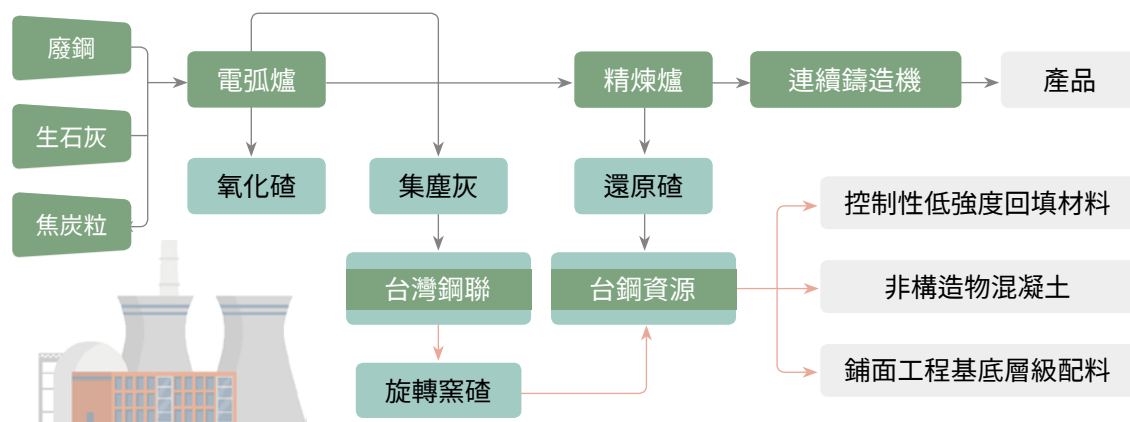 廢鋼
生石灰
焦炭粒
電弧爐
精煉爐
連續鑄造機
產品
氧化碴
集塵灰
還原碴
台灣鋼聯
台鋼資源
旋轉窯碴
控制性低強度回填材料
非構造物混凝土
鋪面工程基底層級配料